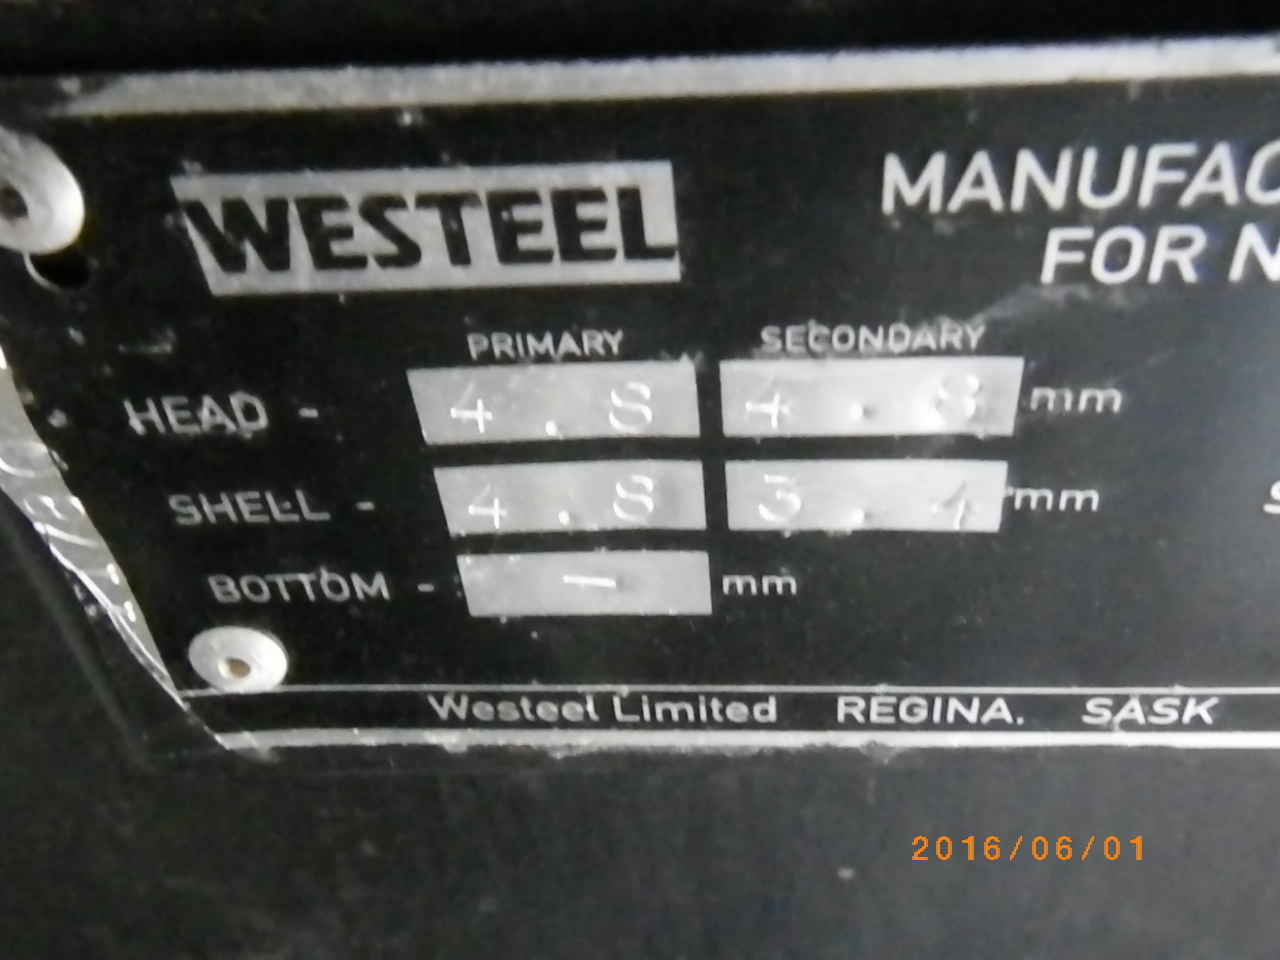 WESTEEL
MANUFAC
FOR N
PRIMARY SECONDARY
HEAD - 4.8 4.8 mm
SHELL - 4.8 3.1 mm
BOTTOM - — mm
Westeel Limited REGINA. SASK
2016/06/01